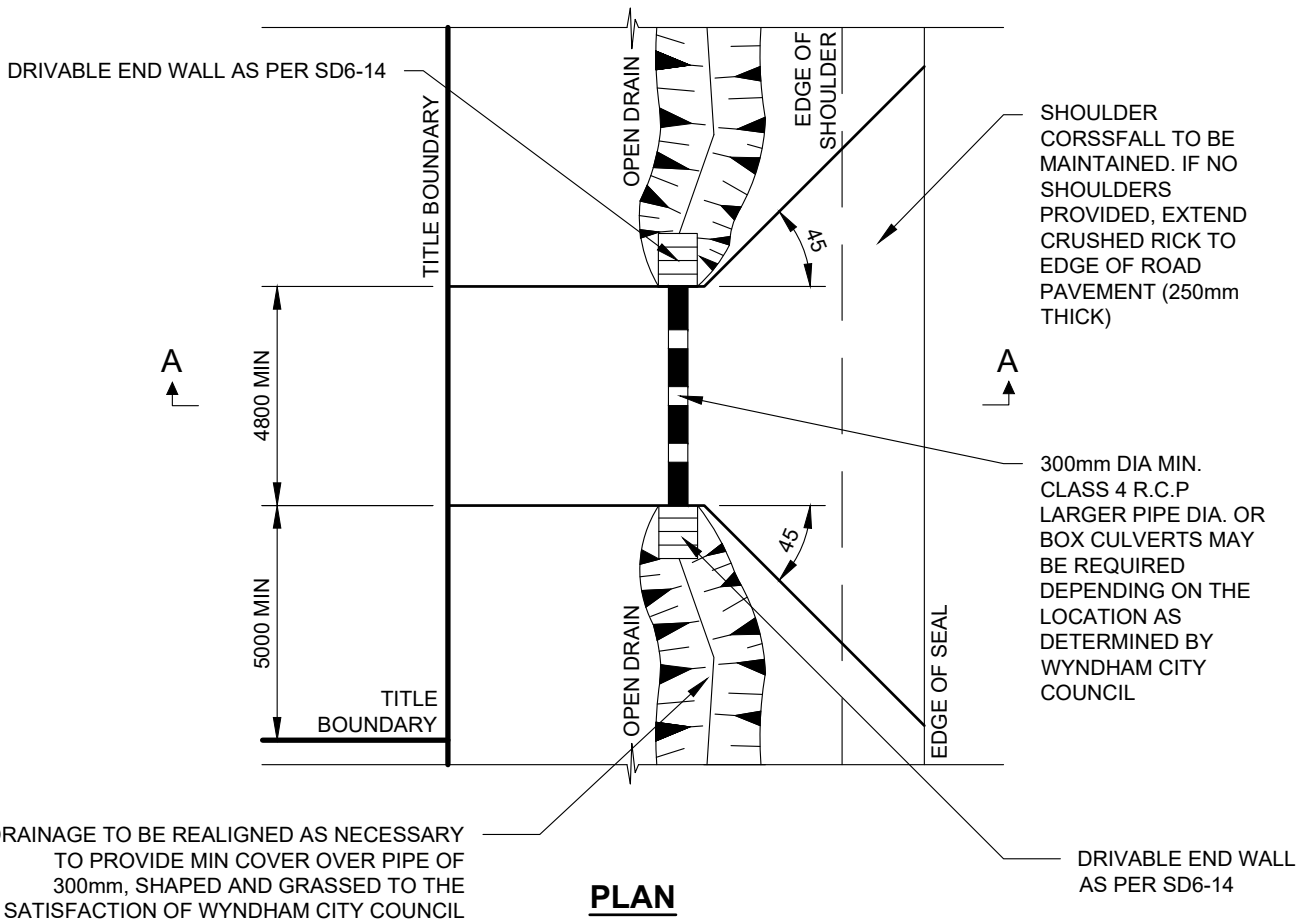 DRIVABLE END WALL AS PER SD6-14
TITLE BOUNDARY
OPEN DRAIN
EDGE OF
SHOULDER
SHOULDER
CORSSFALL TO BE
MAINTAINED. IF NO
SHOULDERS
PROVIDED, EXTEND
CRUSHED RICK TO
EDGE OF ROAD
PAVEMENT (250mm
THICK)
45
A
4800 MIN
A
300mm DIA MIN.
CLASS 4 R.C.P
LARGER PIPE DIA. OR
BOX CULVERTS MAY
BE REQUIRED
DEPENDING ON THE
LOCATION AS
DETERMINED BY
WYNDHAM CITY
COUNCIL
45
5000 MIN
TITLE
BOUNDARY
OPEN DRAIN
EDGE OF SEAL
DRAINAGE TO BE REALIGNED AS NECESSARY
TO PROVIDE MIN COVER OVER PIPE OF
300mm, SHAPED AND GRASSED TO THE
SATISFACTION OF WYNDHAM CITY COUNCIL
PLAN
DRIVABLE END WALL
AS PER SD6-14